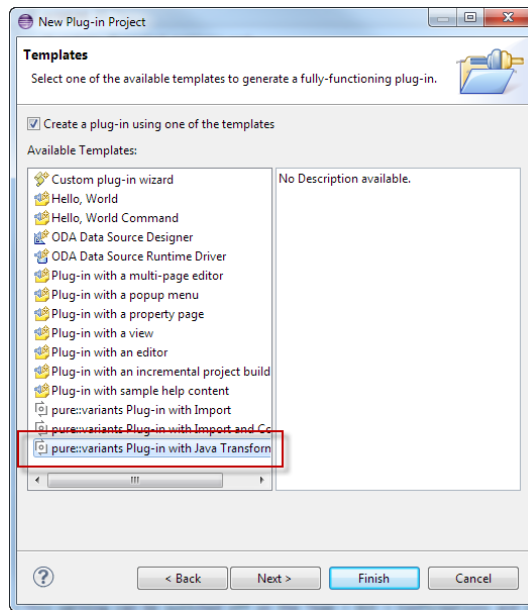 New Plug-in Project
Templates
Select one of the available templates to generate a fully-functioning plug-in.
Create a plug-in using one of the templates
Available Templates:
Custom plug-in wizard
Hello, World
Hello, World Command
ODA Data Source Designer
ODA Data Source Runtime Driver
Plug-in with a multi-page editor
Plug-in with a popup menu
Plug-in with a property page
Plug-in with a view
Plug-in with an editor
Plug-in with an incremental project build
Plug-in with sample help content
pure::variants Plug-in with Import
pure::variants Plug-in with Import and Co
pure::variants Plug-in with Java Transforn
No Description available.
< Back
Next >
Finish
Cancel